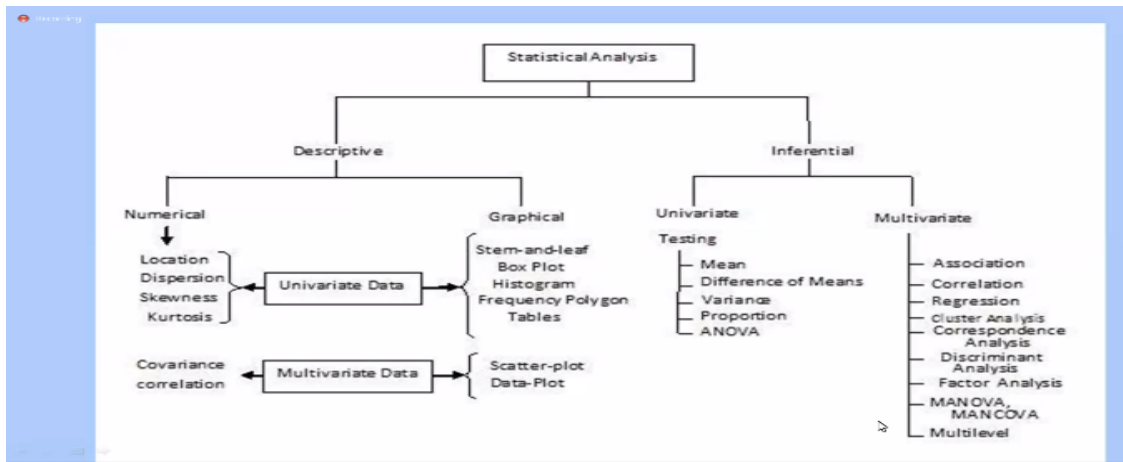 Recording
Statistical Analysis
Descriptive
Inferential
Numerical
Graphical
Univariate
Multivariate
Testing
Location
Dispersion
Skewness
Kurtosis
Univariate Data
Stem-and-leaf
Box Plot
Histogram
Frequency Polygon
Tables
Mean
Difference of Means
Variance
Proportion
ANOVA
Association
Correlation
Regression
Cluster Analysis
Correspondence
Analysis
Discriminant
Analysis
Factor Analysis
MANOVA,
MANCOVA
Multilevel
Covariance
correlation
Multivariate Data
Scatter-plot
Data-Plot